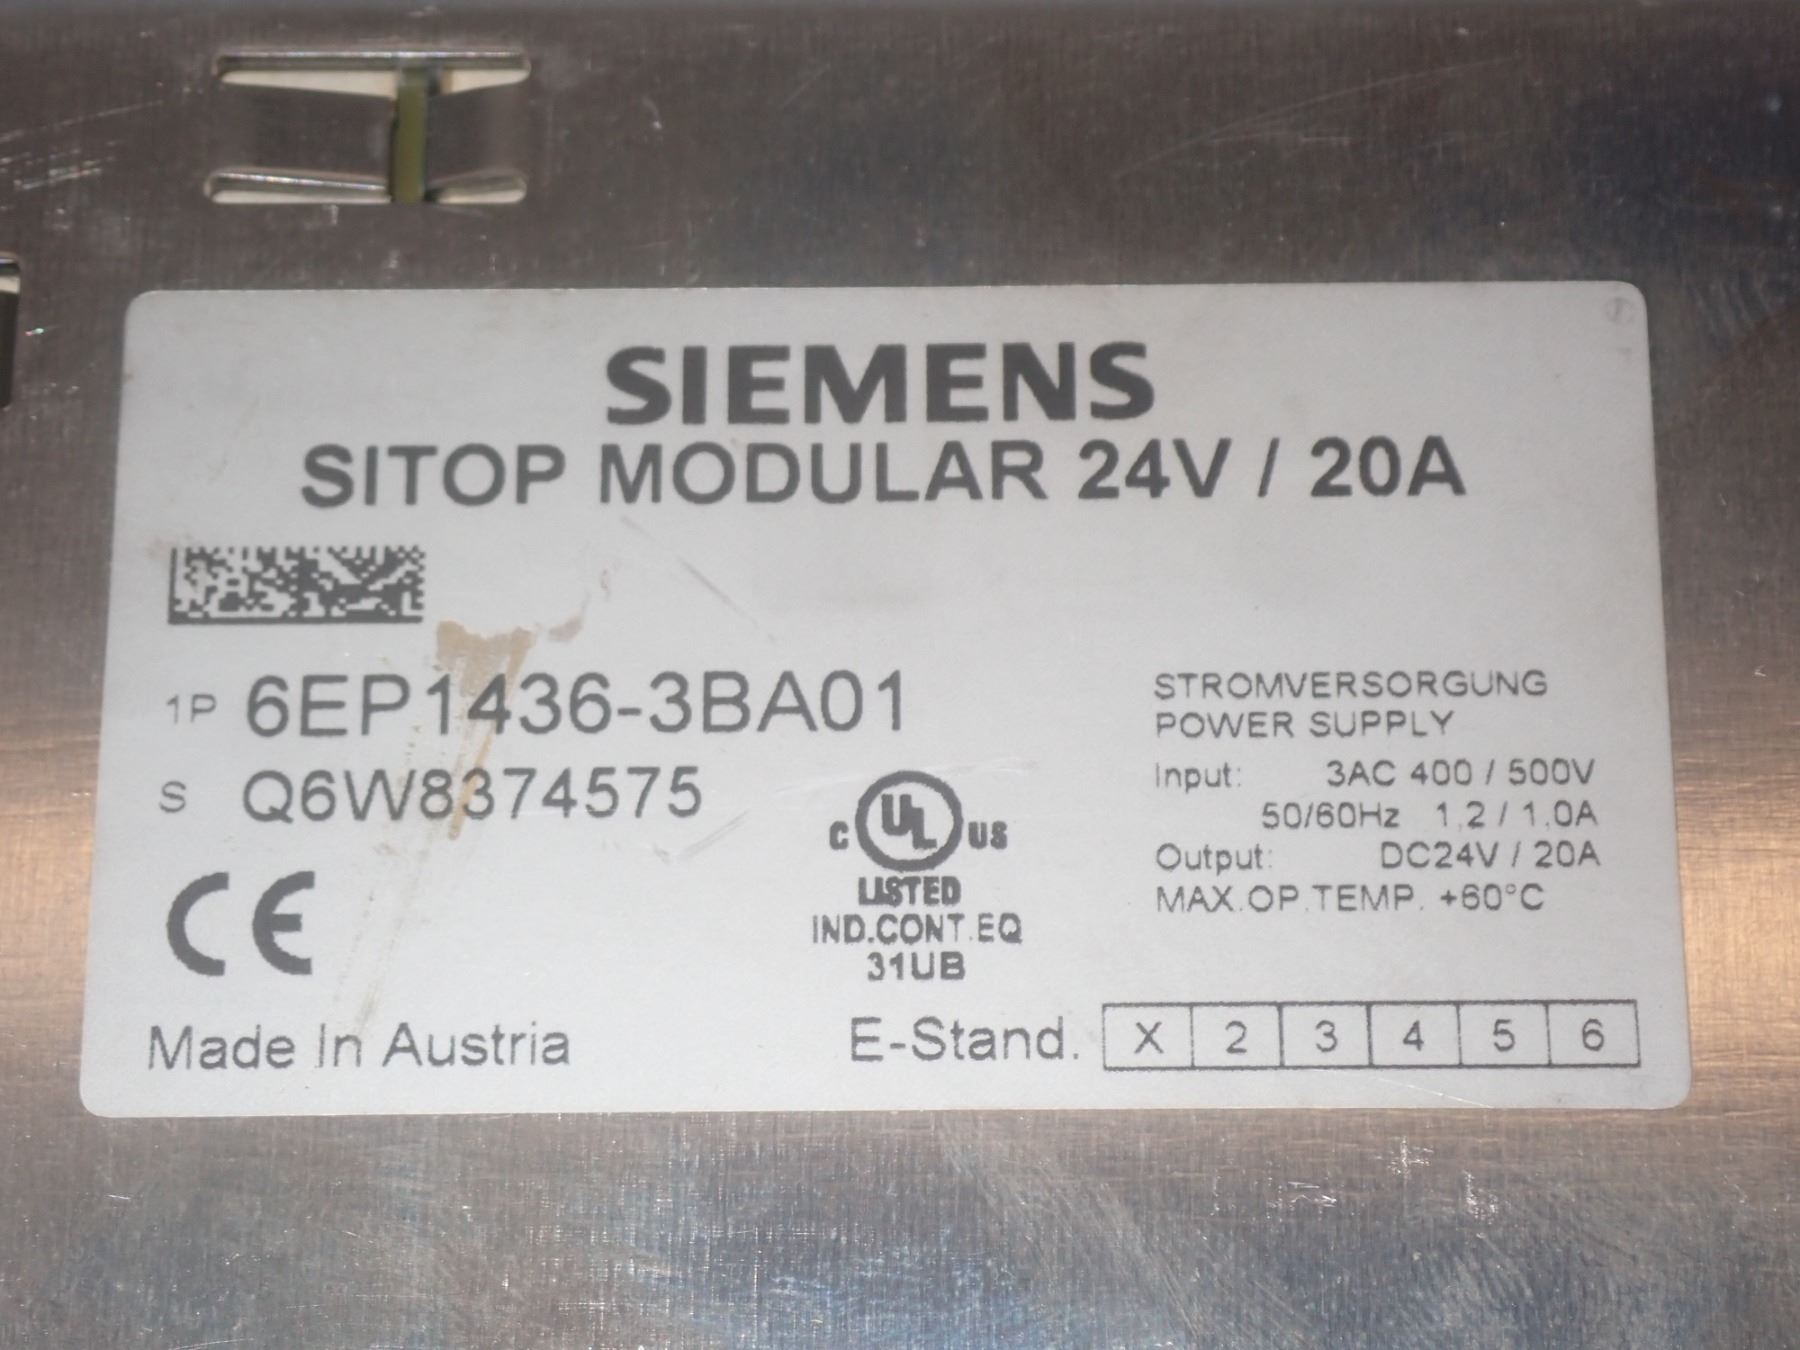 SIEMENS
SITOP MODULAR 24V / 20A
1P 6EP1436-3BA01
S Q6W8374575
STROMVERSORGUNG
POWER SUPPLY
Input: 3AC 400 / 500V
50/60Hz 1,2 / 1,0A
Output: DC24V / 20A
MAX.OP.TEMP. +60°C
C UL US
LISTED
IND.CONT.EQ
31UB
CE
Made In Austria
E-Stand. X 2 3 4 5 6